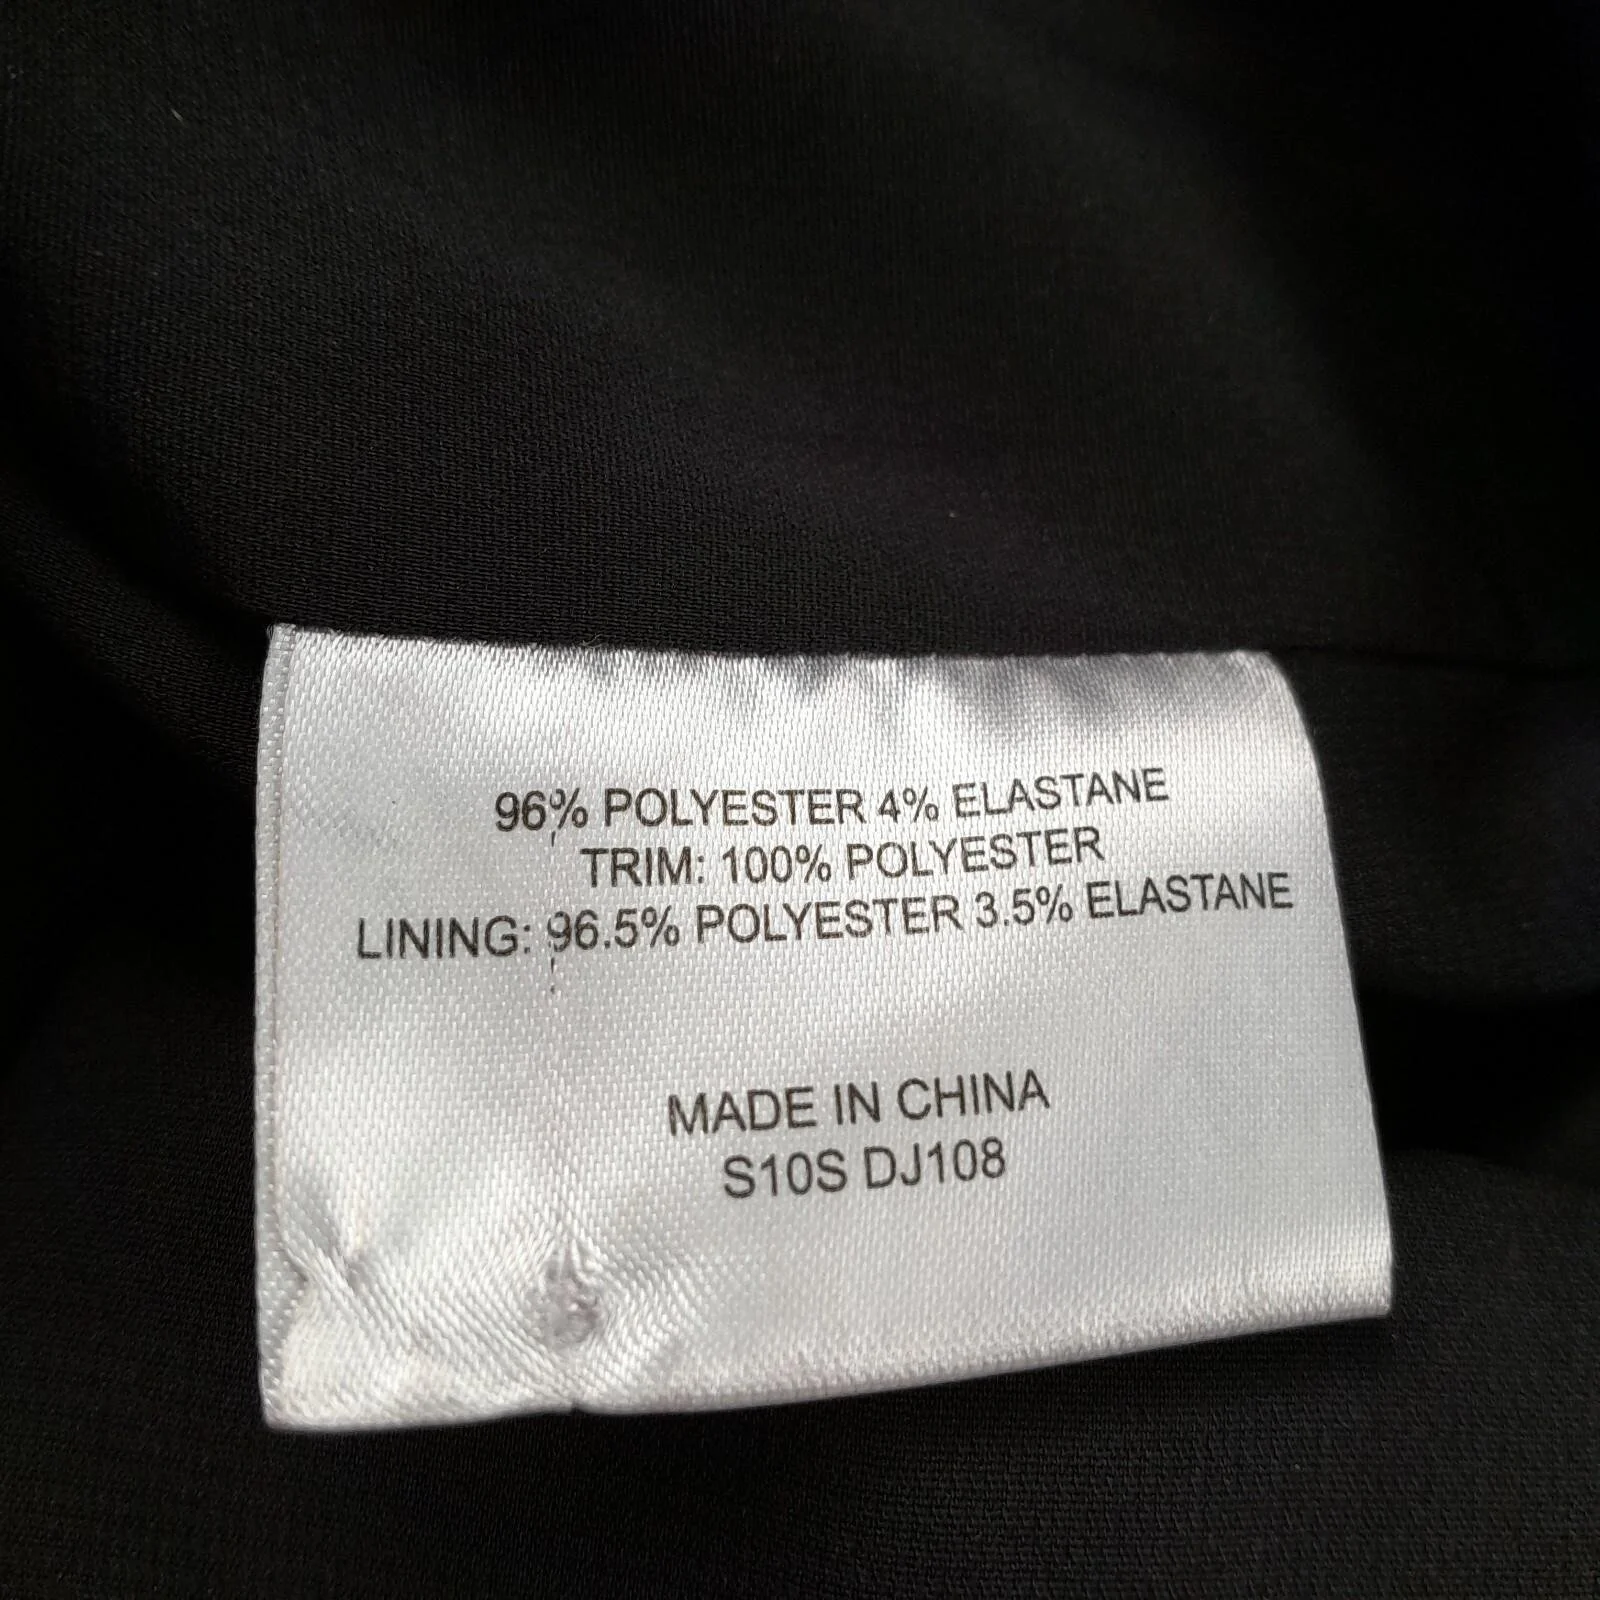 96% POLYESTER 4% ELASTANE
TRIM: 100% POLYESTER
LINING: 96.5% POLYESTER 3.5% ELASTANE
MADE IN CHINA
S10S DJ108